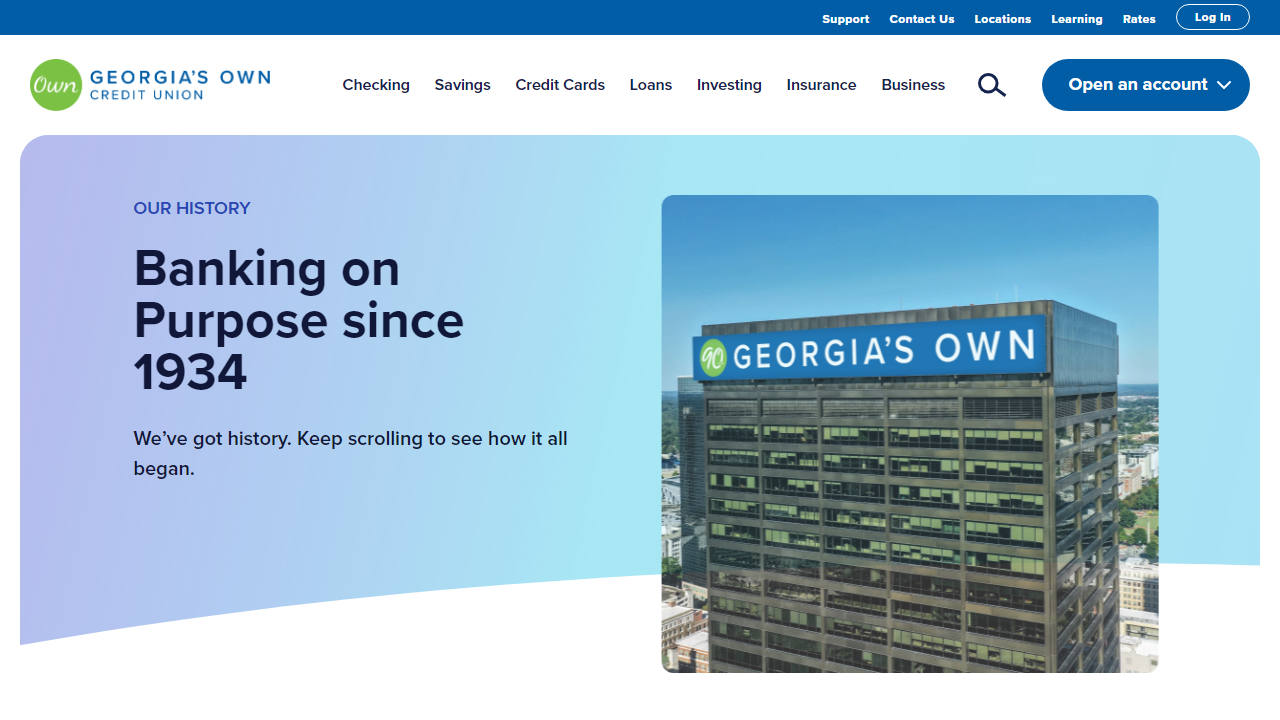 Support Contact Us Locations Learning Rates Log In
Own GEORGIA'S OWN
CREDIT UNION
Checking Savings Credit Cards Loans Investing Insurance Business Open an account
OUR HISTORY
Banking on
Purpose since
1934
We've got history. Keep scrolling to see how it all
began.
GO GEORGIA'S OWN